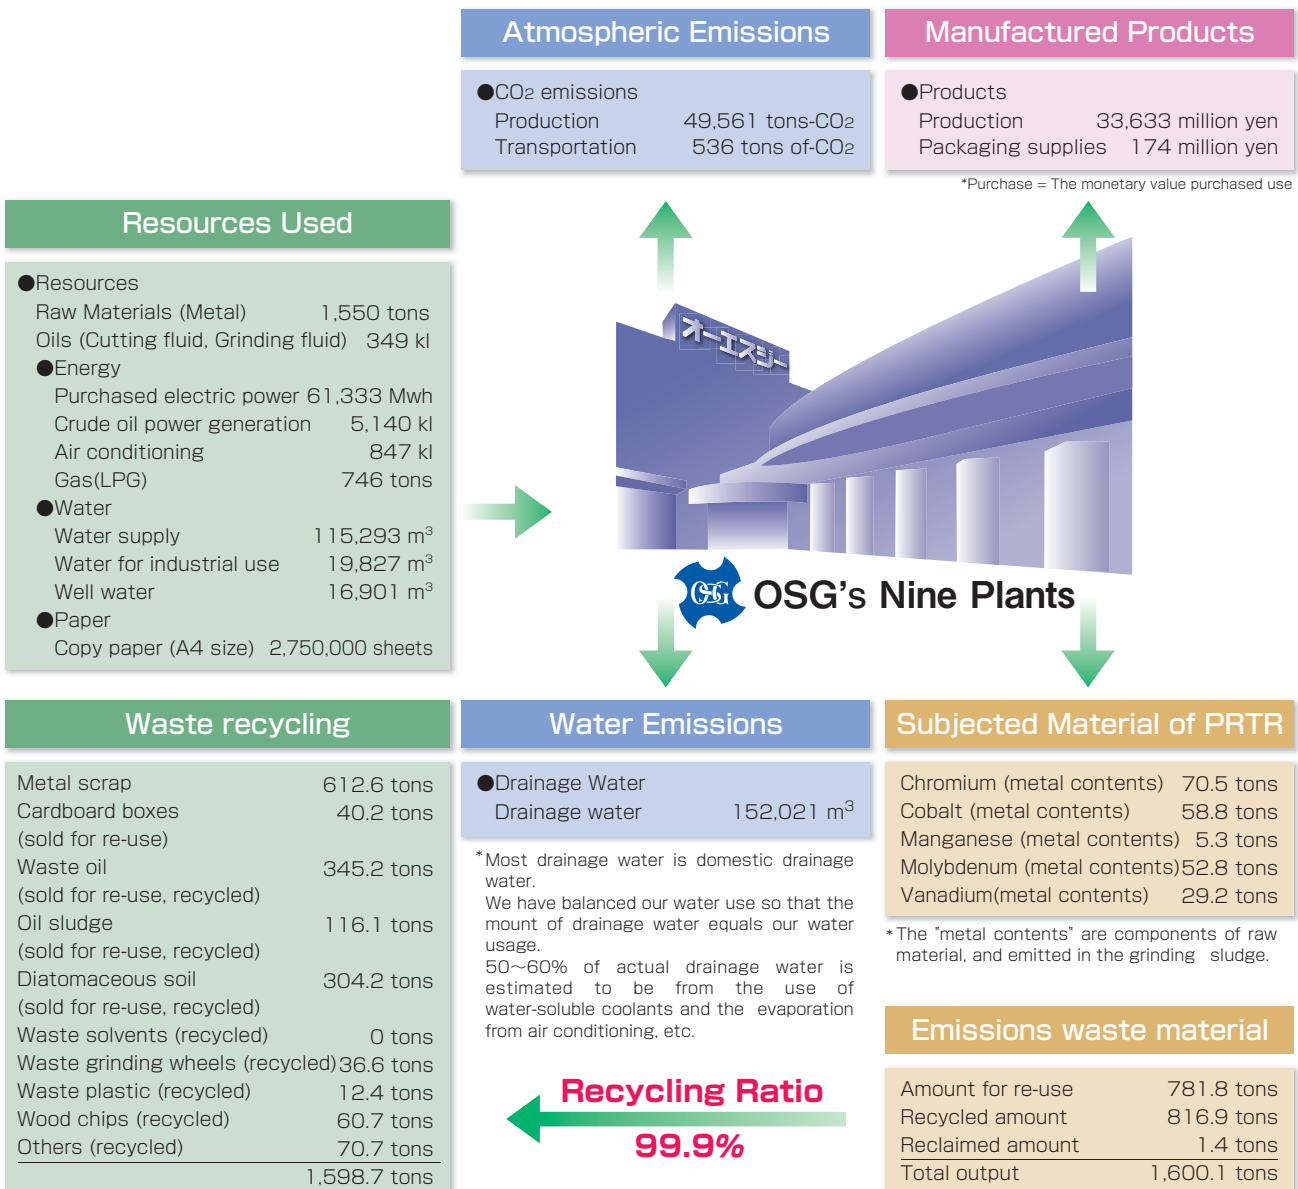 Atmospheric Emissions
●CO2 emissions
Production 49,561 tons-CO2
Transportation 536 tons of-CO2
Manufactured Products
●Products
Production 33,633 million yen
Packaging supplies 174 million yen
*Purchase = The monetary value purchased use
Resources Used
●Resources
Raw Materials (Metal) 1,550 tons
Oils (Cutting fluid, Grinding fluid) 349 kl
●Energy
Purchased electric power 61,333 Mwh
Crude oil power generation 5,140 kl
Air conditioning 847 kl
Gas(LPG) 746 tons
●Water
Water supply 115,293 m³
Water for industrial use 19,827 m³
Well water 16,901 m³
●Paper
Copy paper (A4 size) 2,750,000 sheets
オーエスジー
OSG OSG's Nine Plants
Waste recycling
Metal scrap 612.6 tons
Cardboard boxes 40.2 tons
(sold for re-use)
Waste oil 345.2 tons
(sold for re-use, recycled)
Oil sludge 116.1 tons
(sold for re-use, recycled)
Diatomaceous soil 304.2 tons
(sold for re-use, recycled)
Waste solvents (recycled) 0 tons
Waste grinding wheels (recycled) 36.6 tons
Waste plastic (recycled) 12.4 tons
Wood chips (recycled) 60.7 tons
Others (recycled) 70.7 tons
1,598.7 tons
Water Emissions
●Drainage Water
Drainage water 152,021 m³
*Most drainage water is domestic drainage
water.
We have balanced our water use so that the
mount of drainage water equals our water
usage.
50～60% of actual drainage water is
estimated to be from the use of
water-soluble coolants and the evaporation
from air conditioning, etc.
Recycling Ratio
99.9%
Subjected Material of PRTR
Chromium (metal contents) 70.5 tons
Cobalt (metal contents) 58.8 tons
Manganese (metal contents) 5.3 tons
Molybdenum (metal contents) 52.8 tons
Vanadium(metal contents) 29.2 tons
*The "metal contents" are components of raw
material, and emitted in the grinding sludge.
Emissions waste material
Amount for re-use 781.8 tons
Recycled amount 816.9 tons
Reclaimed amount 1.4 tons
Total output 1,600.1 tons